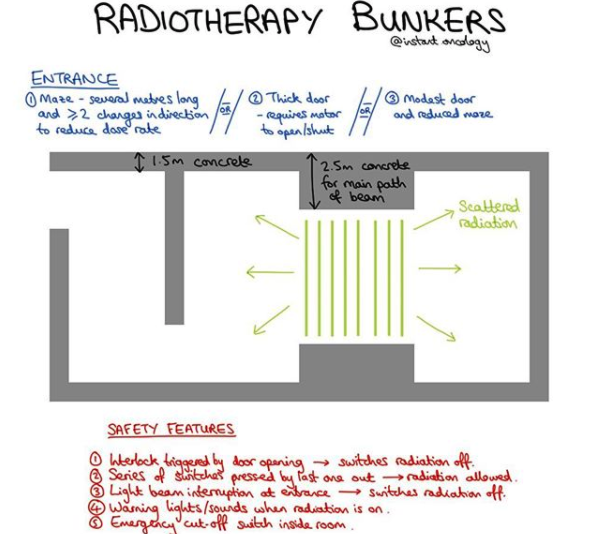 RADIOTHERAPY BUNKERS
@instant oncology
ENTRANCE
① Maze - several metres long
and ≥2 changes in direction
to reduce dose rate
OR
② Thick door
- requires motor
to open/shut
OR
③ Modest door
and reduced maze
1.5m concrete
2.5m concrete
for main path
of beam
Scattered
radiation
SAFETY FEATURES
① Interlock triggered by door opening → switches radiation off.
② Series of switches pressed by last one out → radiation allowed.
③ Light beam interruption at entrance → switches radiation off.
④ Warning lights/sounds when radiation is on.
⑤ Emergency cut-off switch inside room.